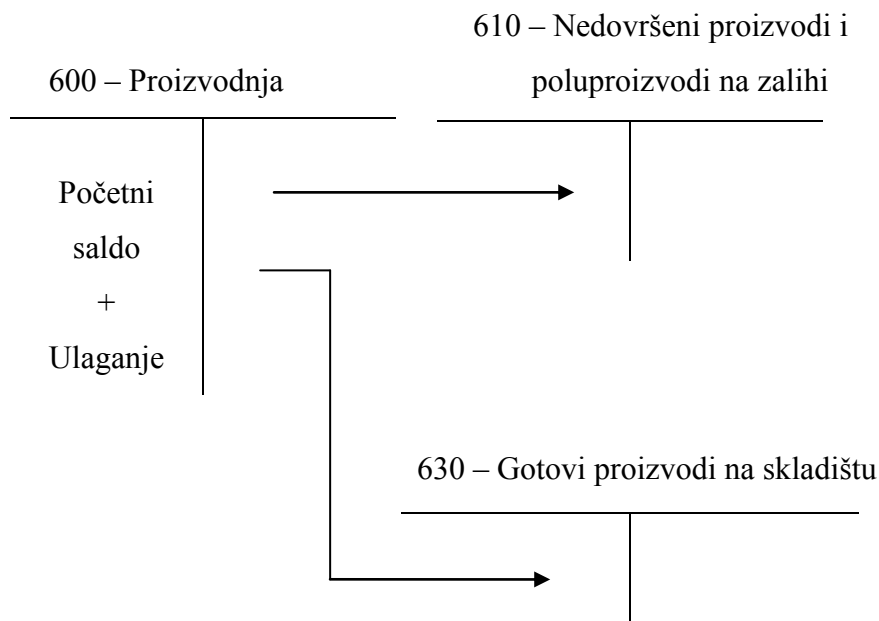 610 – Nedovršeni proizvodi i
poluproizvodi na zalihi
600 – Proizvodnja
Početni
saldo
+
Ulaganje
630 – Gotovi proizvodi na skladištu